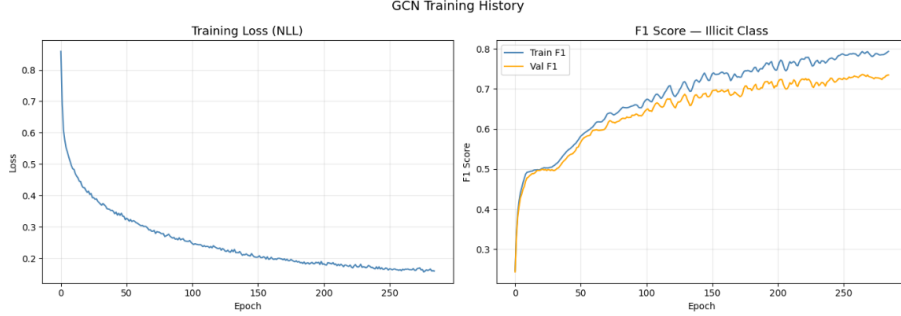 GCN Training History
Training Loss (NLL)
0.8
0.7
0.6
0.5
0.4
0.3
0.2
Loss
0 50 100 150 200 250
Epoch
F1 Score — Illicit Class
Train F1
Val F1
0.8
0.7
0.6
0.5
0.4
0.3
F1 Score
0 50 100 150 200 250
Epoch